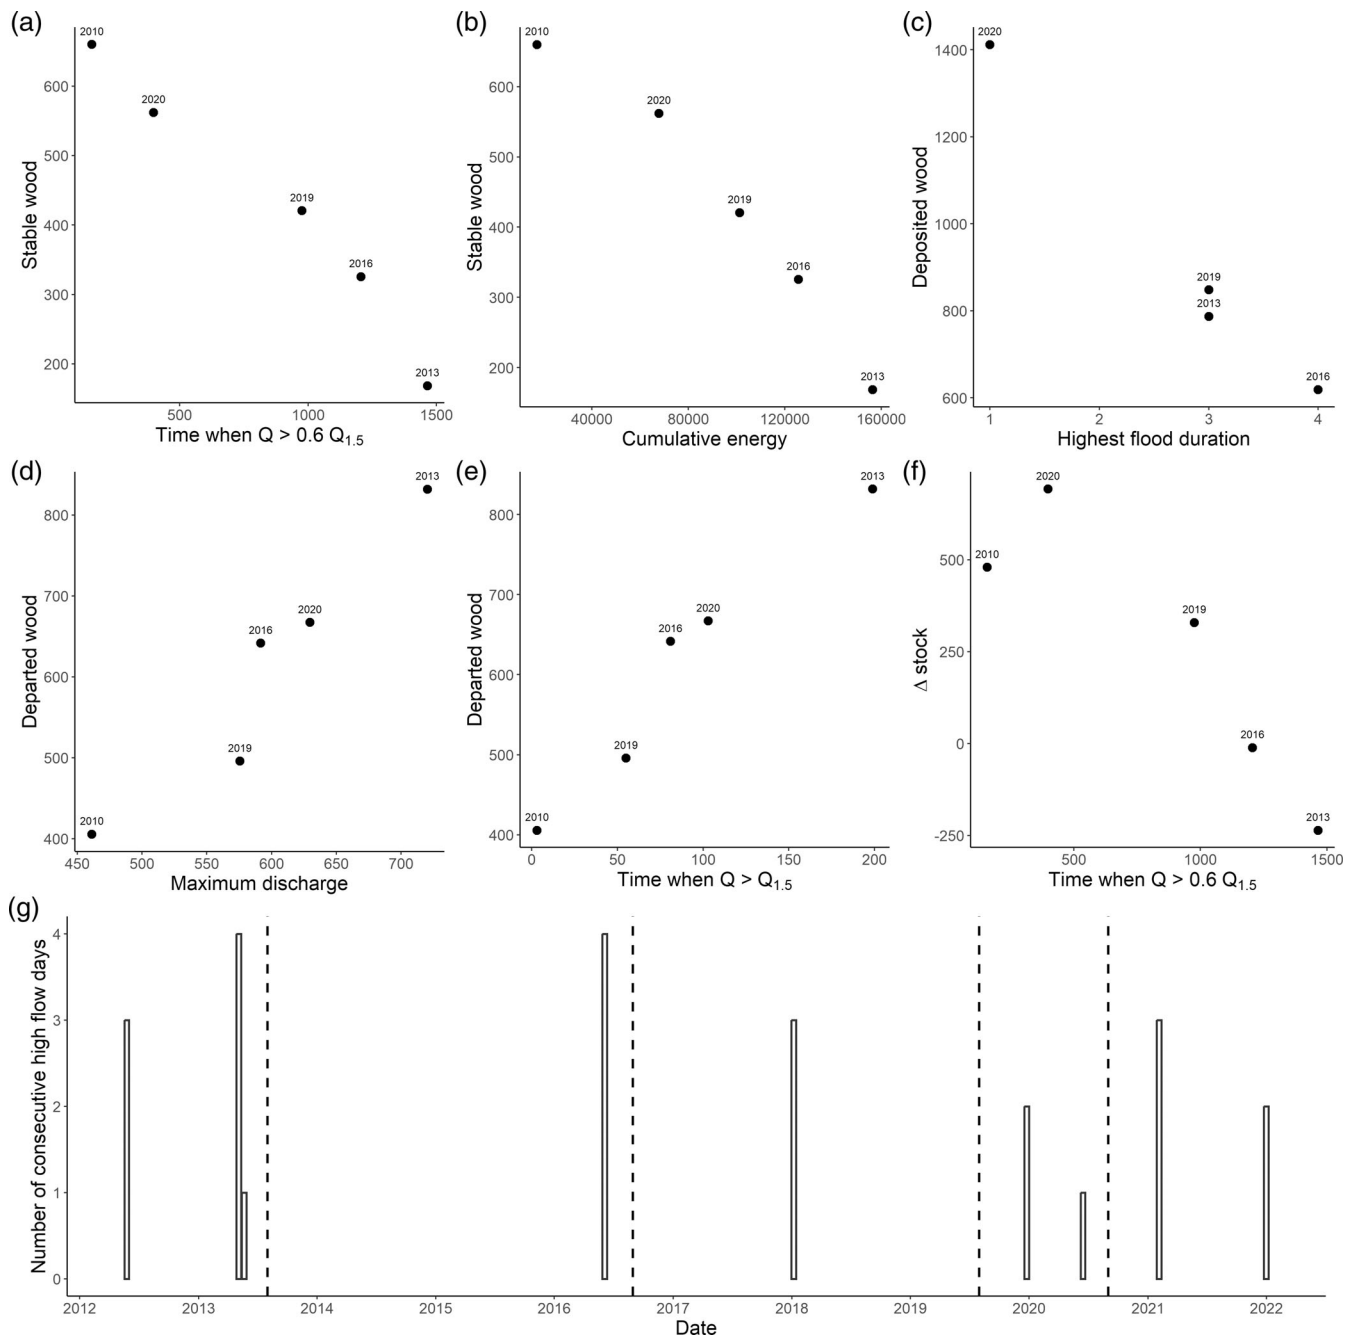 (a)
Stable wood
600
500
400
300
200
2010
2020
2019
2016
2013
500 1000 1500
Time when Q > 0.6 Q1.5
(b)
Stable wood
600
500
400
300
200
2010
2020
2019
2016
2013
40000 80000 120000 160000
Cumulative energy
(c)
Deposited wood
1400
1200
1000
800
600
2020
2019
2013
2016
1 2 3 4
Highest flood duration
(d)
Departed wood
800
700
600
500
400
2013
2020
2016
2019
2010
450 500 550 600 650 700
Maximum discharge
(e)
Departed wood
800
700
600
500
400
2013
2020
2016
2019
2010
0 50 100 150 200
Time when Q > Q1.5
(f)
Δ stock
500
250
0
-250
2020
2010
2019
2016
2013
500 1000 1500
Time when Q > 0.6 Q1.5
(g)
Number of consecutive high flow days
4
3
2
1
0
2012 2013 2014 2015 2016 2017 2018 2019 2020 2021 2022
Date